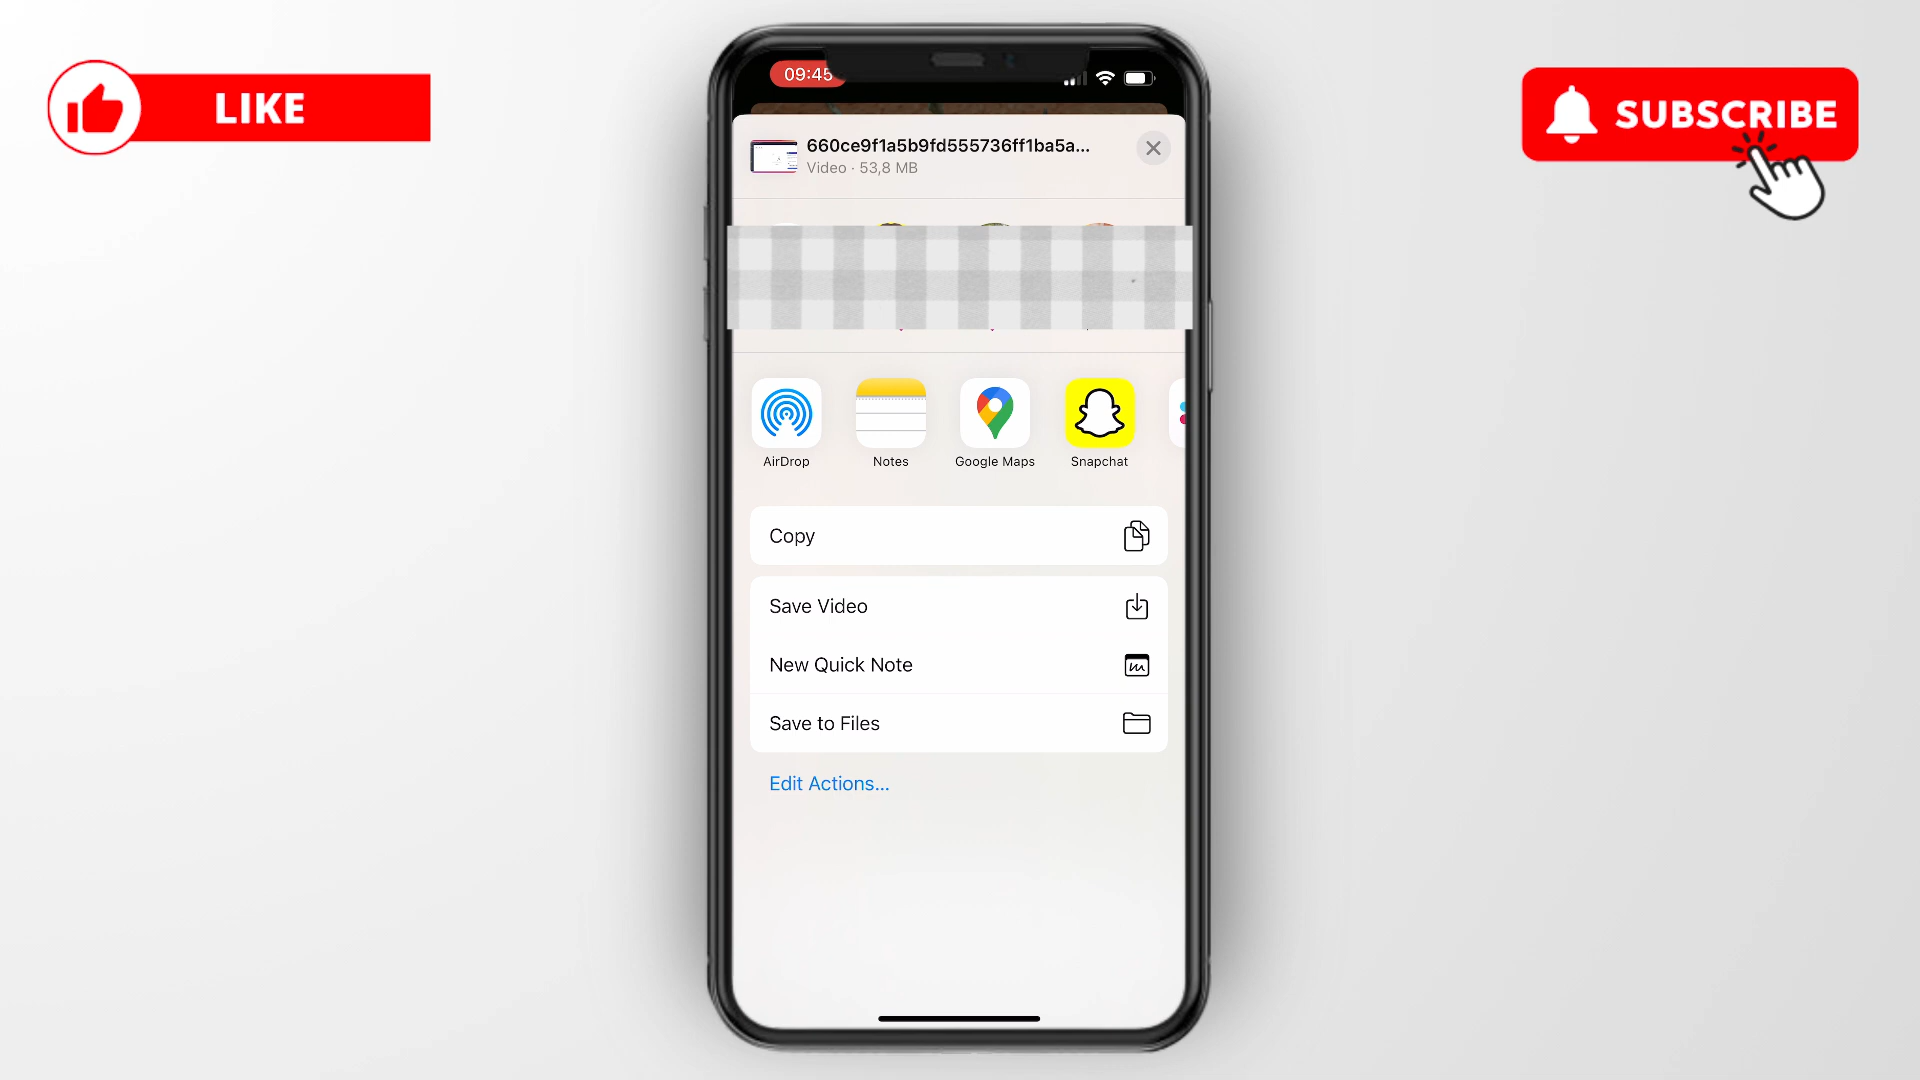 LIKE
SUBSCRIBE
09:45
660ce9f1a5b9fd555736ff1ba5a...
Video · 53,8 MB
AirDrop
Notes
Google Maps
Snapchat
Copy
Save Video
New Quick Note
Save to Files
Edit Actions...